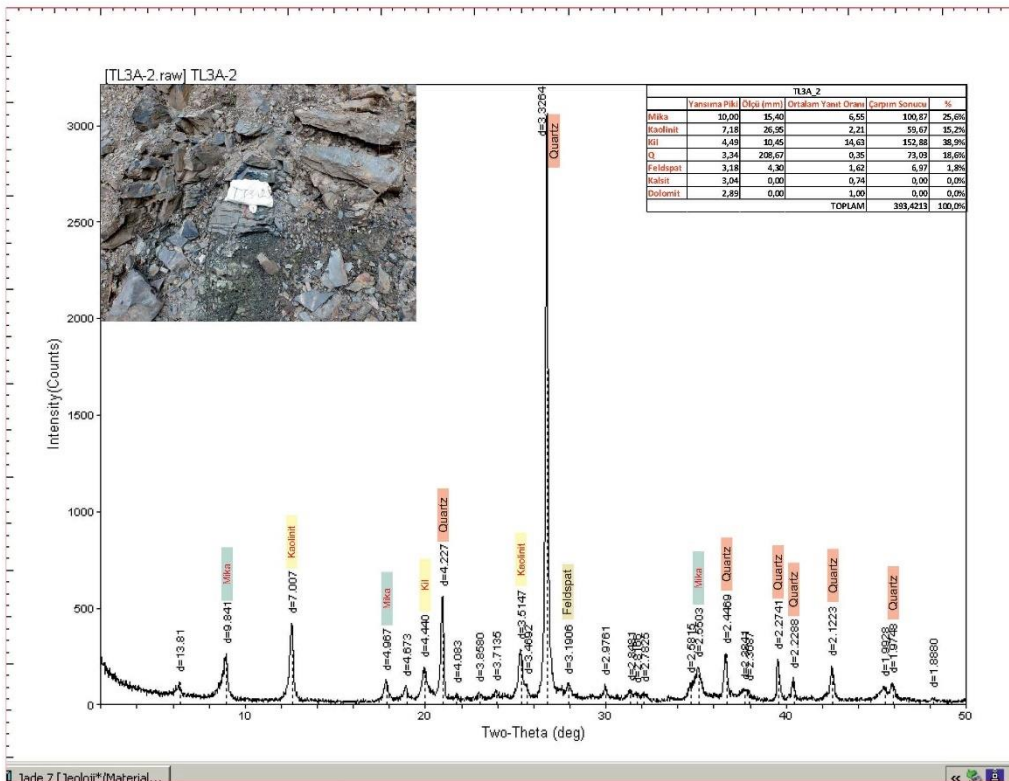 [TL3A-2.raw] TL3A-2
TL3A_2
Yansıma Piki Ölçü (mm) Ortalam Yanıt Oranı Çarpım Sonucu %
Mika 10,00 15,40 6,55 100,87 25,6%
Kaolinit 7,18 26,95 2,21 59,67 15,2%
Kil 4,49 10,45 14,63 152,88 38,9%
Q 3,34 208,67 0,35 73,03 18,6%
Feldspat 3,18 4,30 1,62 6,97 1,8%
Kalsit 3,04 0,00 0,74 0,00 0,0%
Dolomit 2,89 0,00 1,00 0,00 0,0%
TOPLAM 393,4213 100,0%
Intensity(Counts)
3000
2500
2000
1500
1000
500
0
d=13.81
Mika
d=9.841
Kaolinit
d=7.007
Mika
d=4.967
d=4.673
Kil
d=4.440
Quartz
d=4.227
d=4.083
d=3.8580
d=3.7135
Kaolinit
d=3.5147
d=3.4692
d=3.3264
Quartz
Feldspat
d=3.1906
d=2.9761
d=2.7825
d=2.5815
Mika
d=2.5503
Quartz
d=2.4469
Quartz
d=2.2741
Quartz
d=2.2288
Quartz
d=2.1223
d=1.9928
Quartz
d=1.9748
d=1.8880
10
20
30
40
50
Two-Theta (deg)
Jade 7 [Jeoloji*/Material...
«